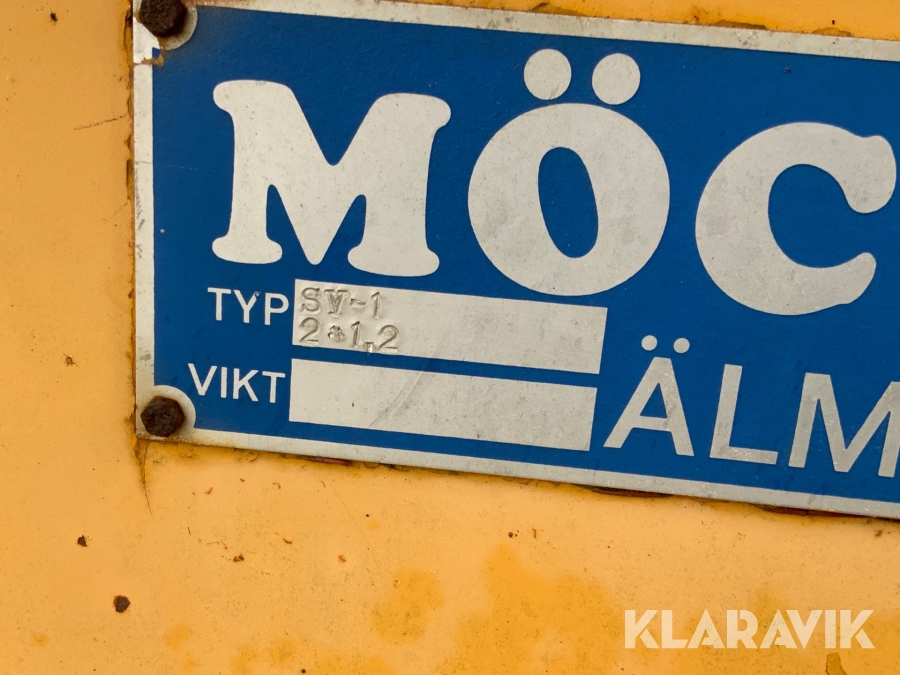 MÖC
TYP SV-1
2*1,2
VIKT
ÄLM
KLARAVIK